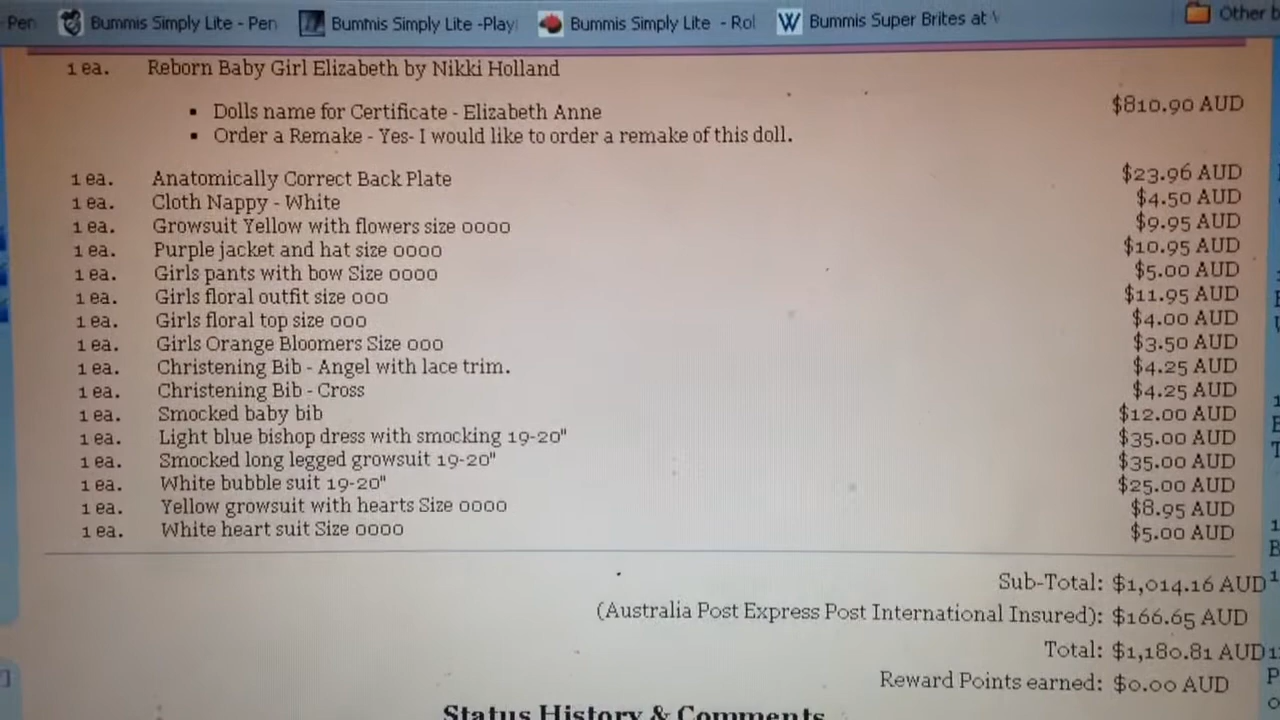 Pen
Bummis Simply Lite - Pen
Bummis Simply Lite -Play
Bummis Simply Lite - Rol
Bummis Super Brites at
Other b
1 ea. Reborn Baby Girl Elizabeth by Nikki Holland
▪ Dolls name for Certificate - Elizabeth Anne $810.90 AUD
▪ Order a Remake - Yes- I would like to order a remake of this doll.
1 ea. Anatomically Correct Back Plate $23.96 AUD
1 ea. Cloth Nappy - White $4.50 AUD
1 ea. Growsuit Yellow with flowers size 0000 $9.95 AUD
1 ea. Purple jacket and hat size 0000 $10.95 AUD
1 ea. Girls pants with bow Size 0000 $5.00 AUD
1 ea. Girls floral outfit size 000 $11.95 AUD
1 ea. Girls floral top size 000 $4.00 AUD
1 ea. Girls Orange Bloomers Size 000 $3.50 AUD
1 ea. Christening Bib - Angel with lace trim. $4.25 AUD
1 ea. Christening Bib - Cross $4.25 AUD
1 ea. Smocked baby bib $12.00 AUD
1 ea. Light blue bishop dress with smocking 19-20" $35.00 AUD
1 ea. Smocked long legged growsuit 19-20" $35.00 AUD
1 ea. White bubble suit 19-20" $25.00 AUD
1 ea. Yellow growsuit with hearts Size 0000 $8.95 AUD
1 ea. White heart suit Size 0000 $5.00 AUD
Sub-Total: $1,014.16 AUD
(Australia Post Express Post International Insured): $166.65 AUD
Total: $1,180.81 AUD
Reward Points earned: $0.00 AUD
Status History & Comments